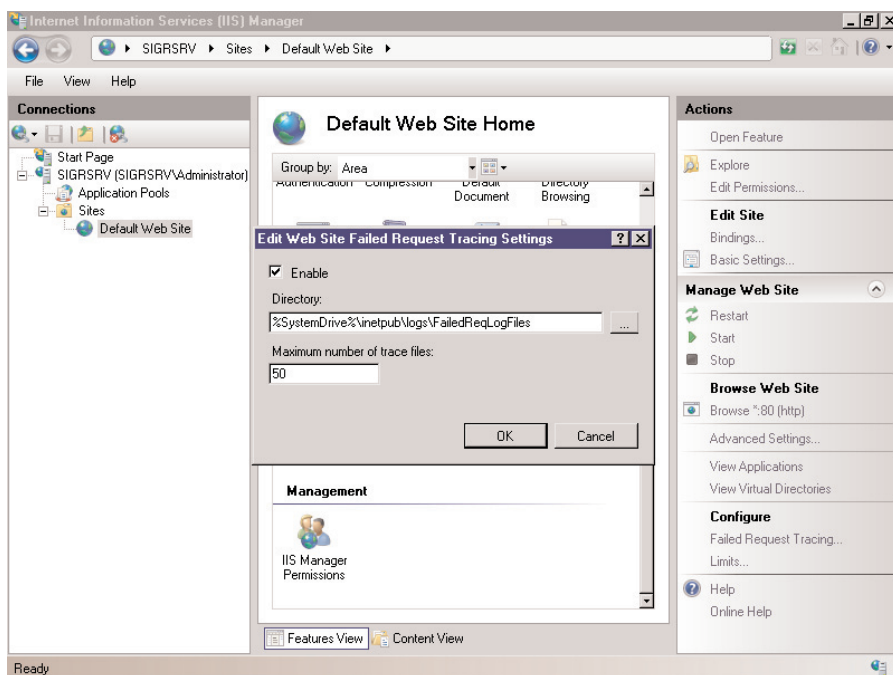 Internet Information Services (IIS) Manager
SIGRSRV Sites Default Web Site
File View Help
Connections
Start Page
SIGRSRV (SIGRSRV\Administrator)
Application Pools
Sites
Default Web Site
Default Web Site Home
Group by: Area
Authentication Compression Default Document Directory Browsing
Edit Web Site Failed Request Tracing Settings
Enable
Directory:
%SystemDrive%\inetpub\logs\FailedReqLogFiles
...
Maximum number of trace files:
50
OK Cancel
Management
IIS Manager Permissions
Features View Content View
Actions
Open Feature
Explore
Edit Permissions...
Edit Site
Bindings...
Basic Settings...
Manage Web Site
Restart
Start
Stop
Browse Web Site
Browse *:80 (http)
Advanced Settings...
View Applications
View Virtual Directories
Configure
Failed Request Tracing...
Limits...
Help
Online Help
Ready